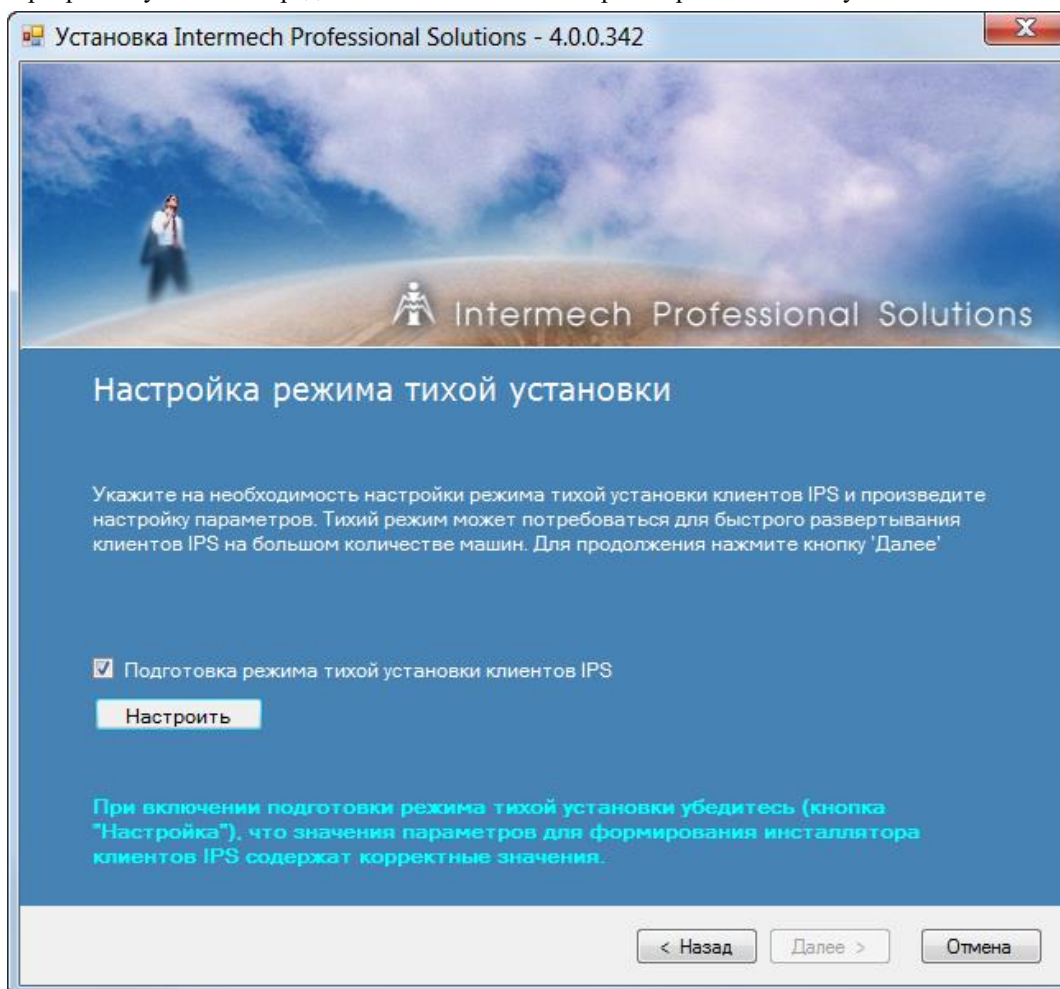 Установка Intermech Professional Solutions - 4.0.0.342
Intermech Professional Solutions
Настройка режима тихой установки
Укажите на необходимость настройки режима тихой установки клиентов IPS и произведите
настройку параметров. Тихий режим может потребоваться для быстрого развертывания
клиентов IPS на большом количестве машин. Для продолжения нажмите кнопку 'Далее'
Подготовка режима тихой установки клиентов IPS
Настроить
При включении подготовки режима тихой установки убедитесь (кнопка
"Настройка"), что значения параметров для формирования инсталлятора
клиентов IPS содержат корректные значения.
< Назад Далее > Отмена